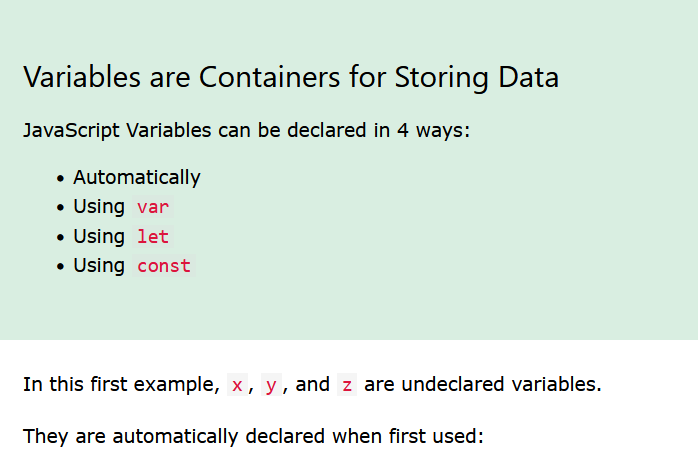 Variables are Containers for Storing Data
JavaScript Variables can be declared in 4 ways:
• Automatically
• Using var
• Using let
• Using const
In this first example, x, y, and z are undeclared variables.
They are automatically declared when first used: